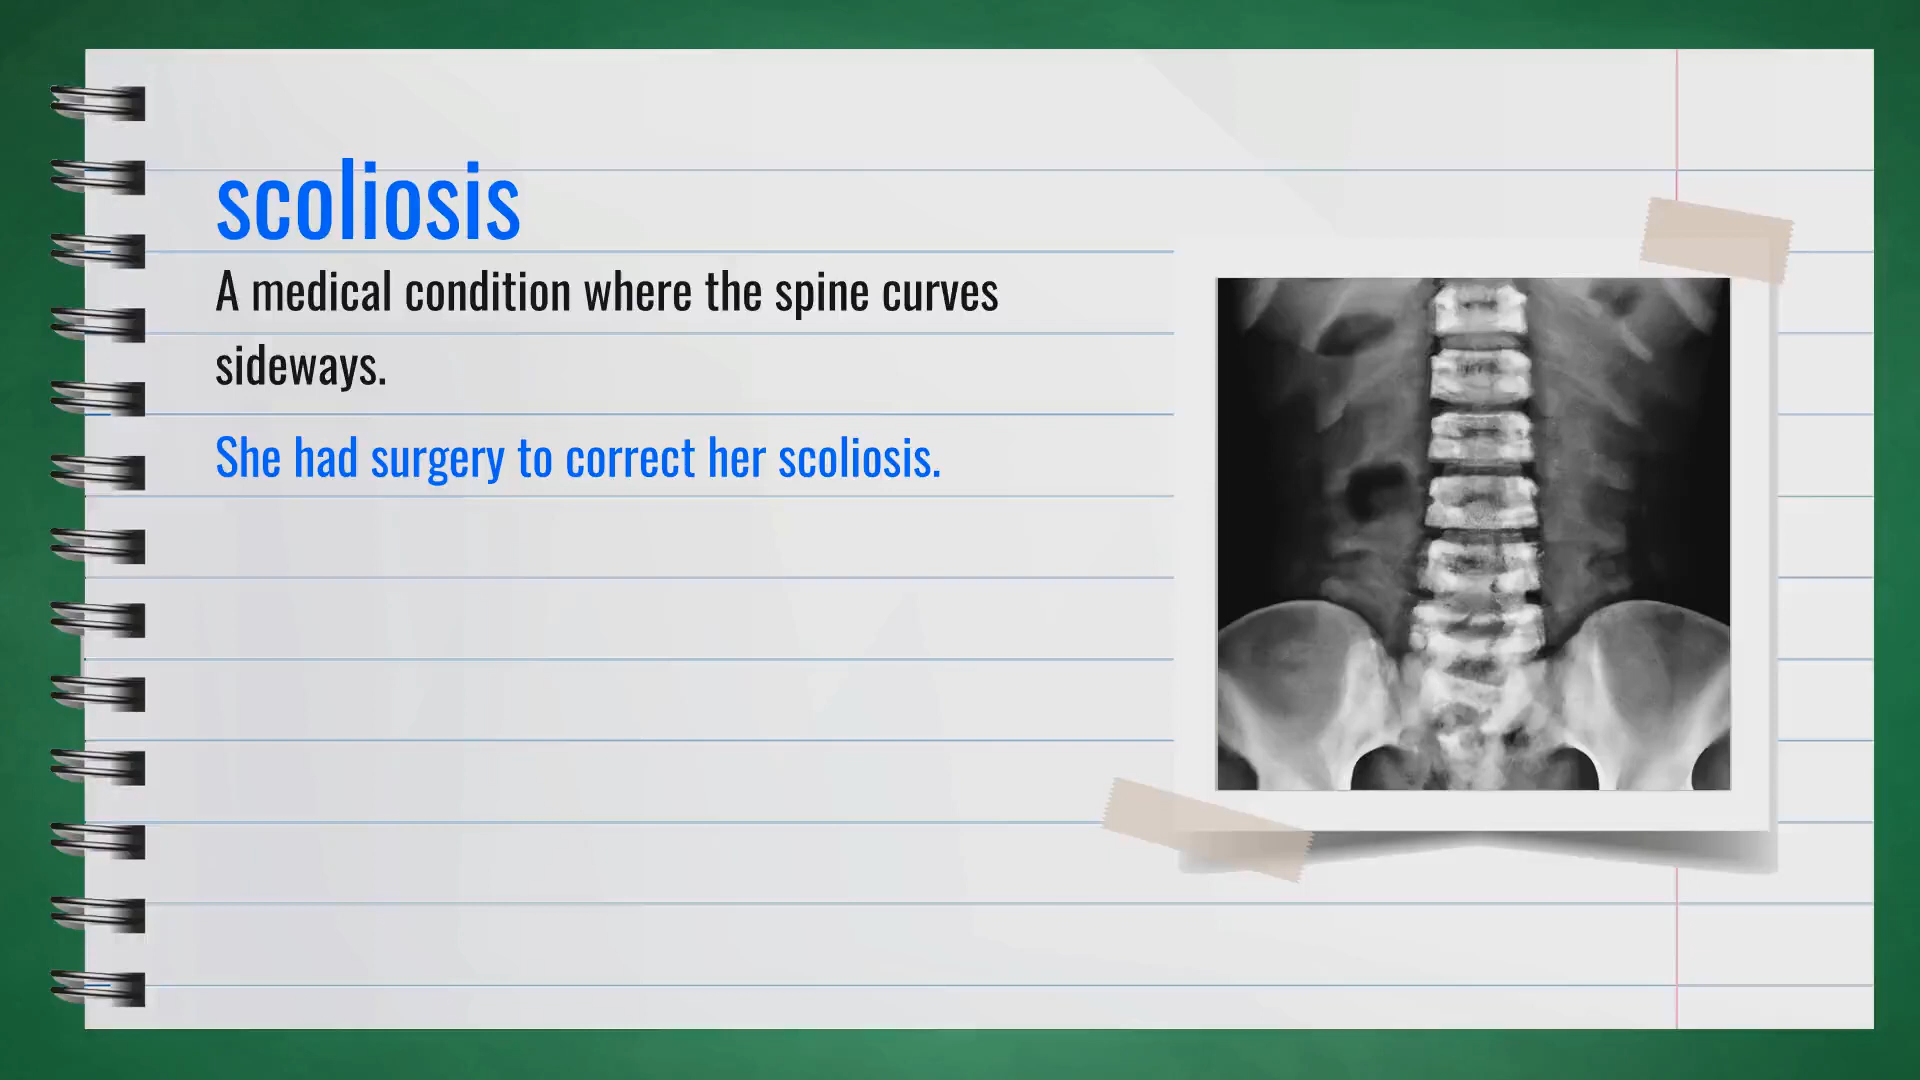 scoliosis
A medical condition where the spine curves
sideways.
She had surgery to correct her scoliosis.